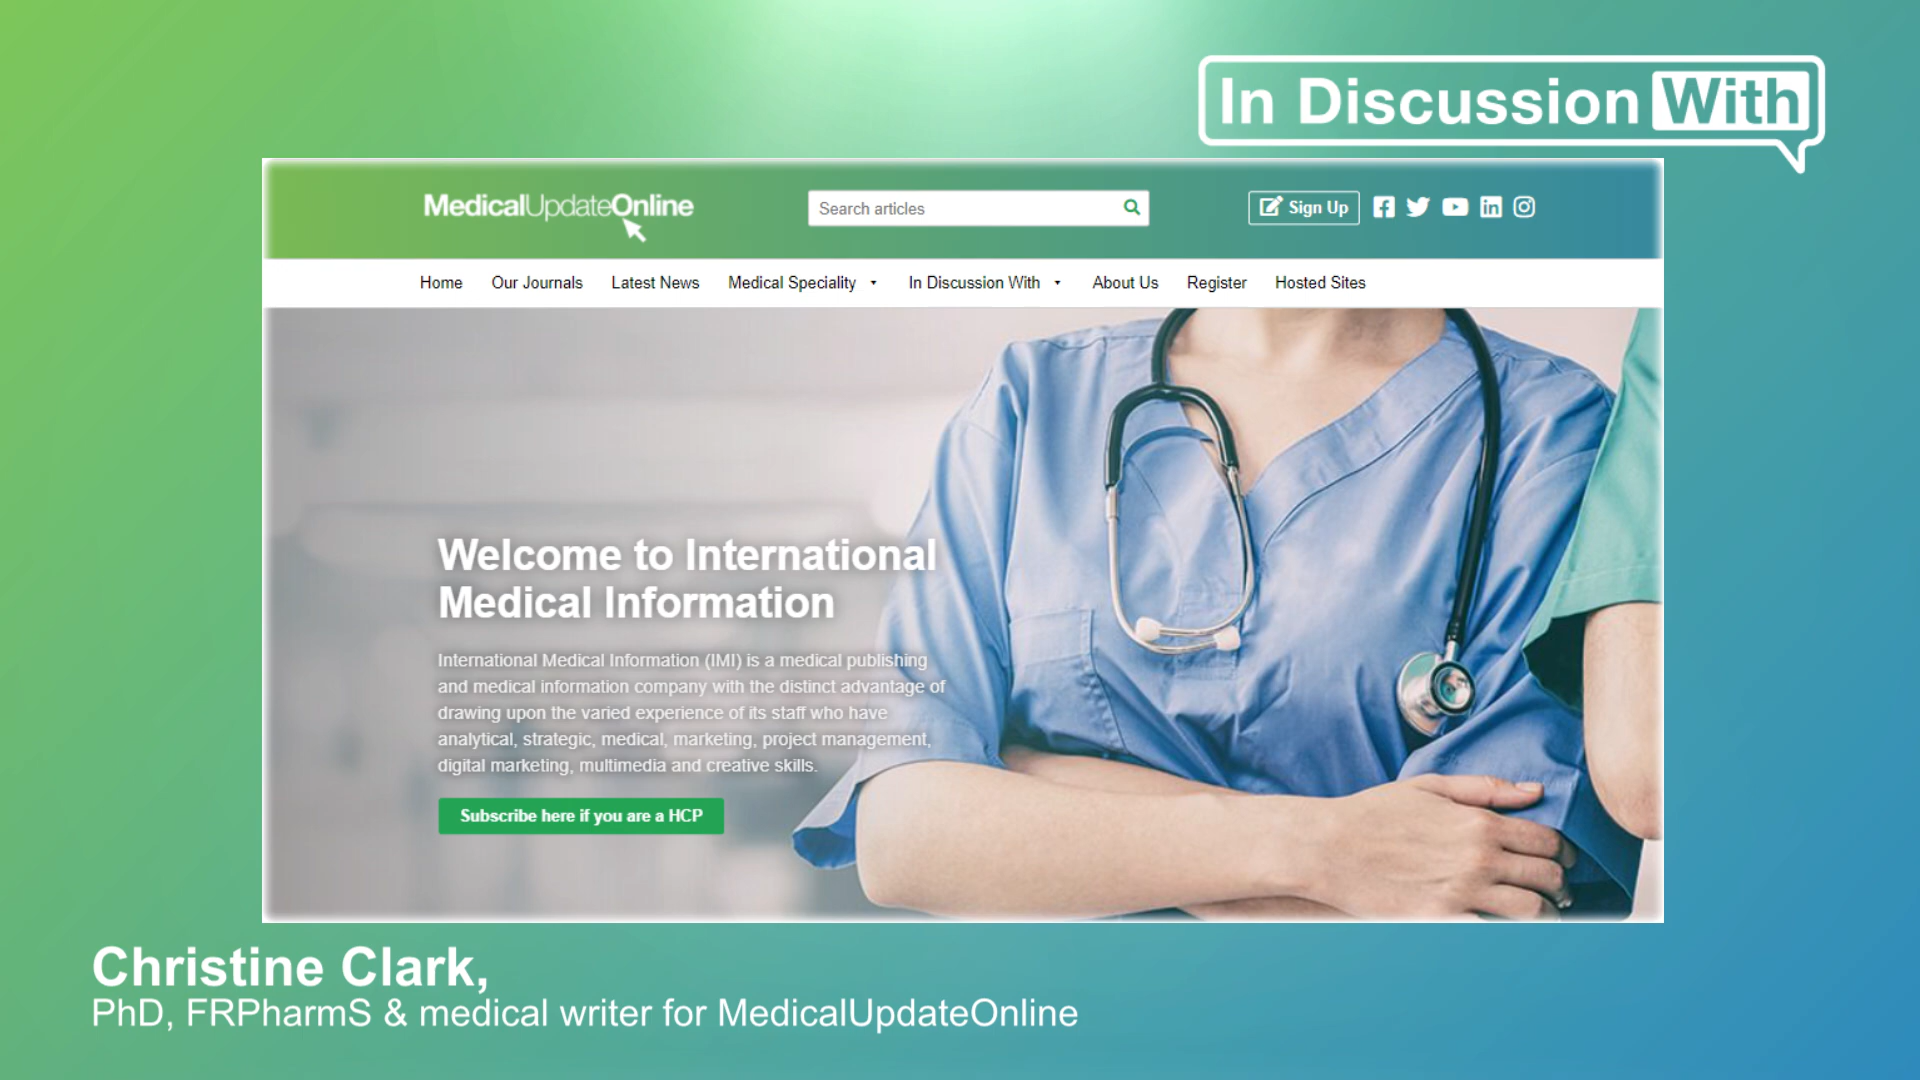 In Discussion With
MedicalUpdateOnline
Search articles
Sign Up
Home Our Journals Latest News Medical Speciality In Discussion With About Us Register Hosted Sites
Welcome to International
Medical Information
International Medical Information (IMI) is a medical publishing
and medical information company with the distinct advantage of
drawing upon the varied experience of its staff who have
analytical, strategic, medical, marketing, project management,
digital marketing, multimedia and creative skills.
Subscribe here if you are a HCP
Christine Clark,
PhD, FRPharmS & medical writer for MedicalUpdateOnline